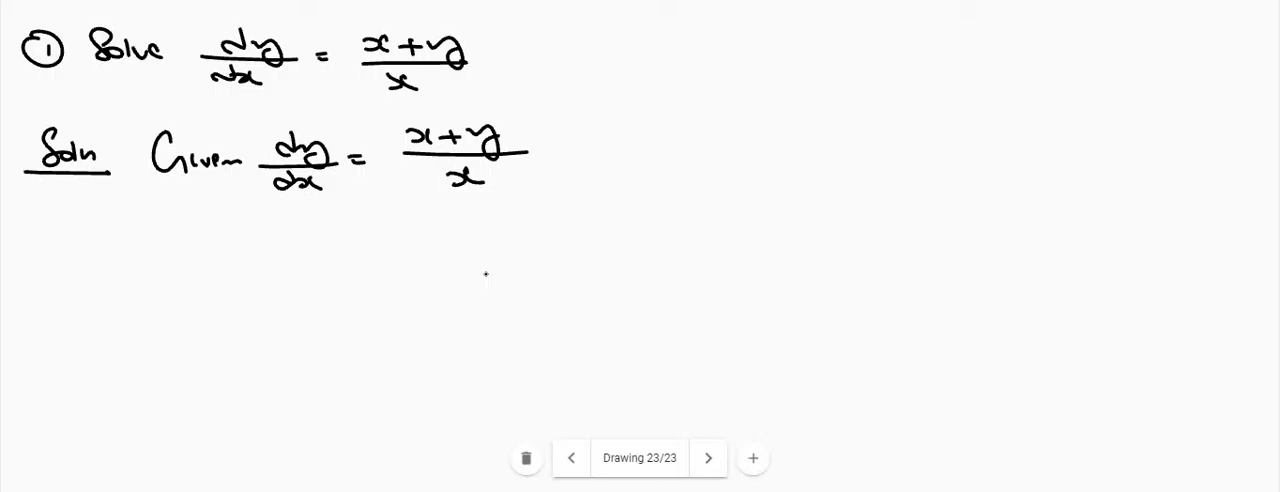 ① Solve dy/dx = x+y/x
Soln Given dy/dx = x+y/x
Drawing 23/23